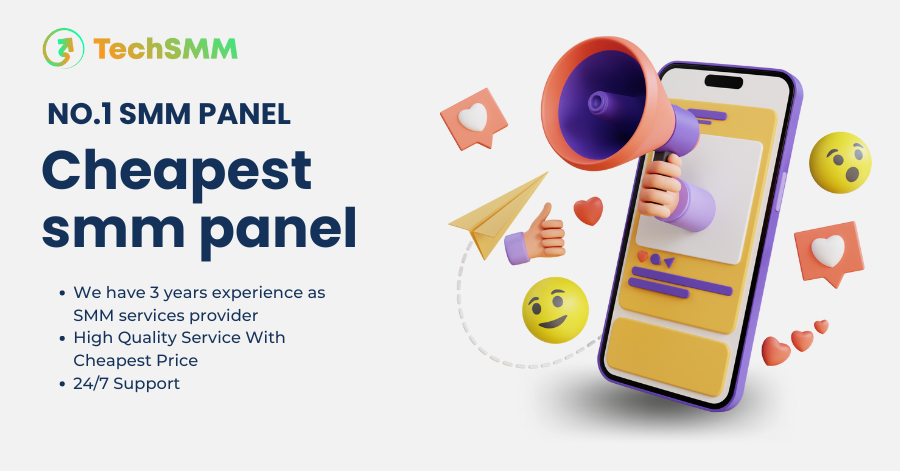 TechSMM
NO.1 SMM PANEL
Cheapest
smm panel
• We have 3 years experience as
SMM services provider
• High Quality Service With
Cheapest Price
• 24/7 Support